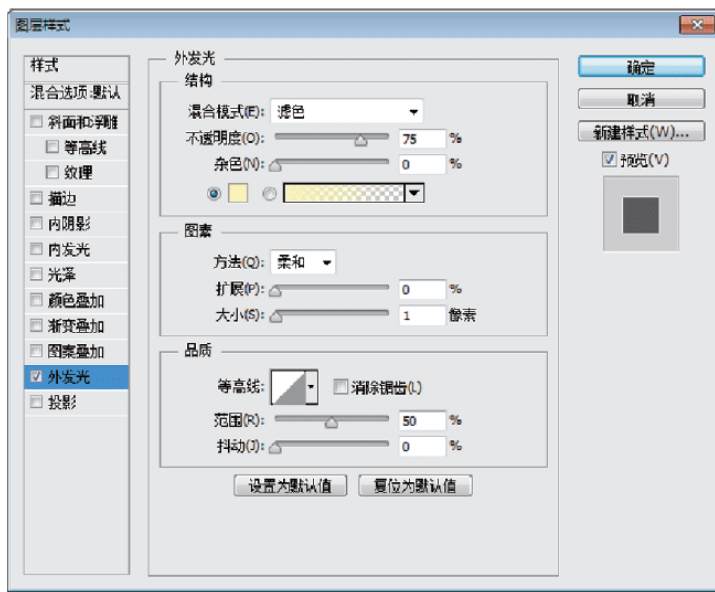 图层样式
样式
混合选项:默认
斜面和浮雕
等高线
纹理
描边
内阴影
内发光
光泽
颜色叠加
渐变叠加
图案叠加
外发光
投影
外发光
结构
混合模式(E): 滤色
不透明度(O): 75 %
杂色(N): 0 %
图素
方法(Q): 柔和
扩展(P): 0 %
大小(S): 1 像素
品质
等高线: 消除锯齿(L)
范围(R): 50 %
抖动(J): 0 %
设置为默认值 复位为默认值
确定
取消
新建样式(W)...
预览(V)